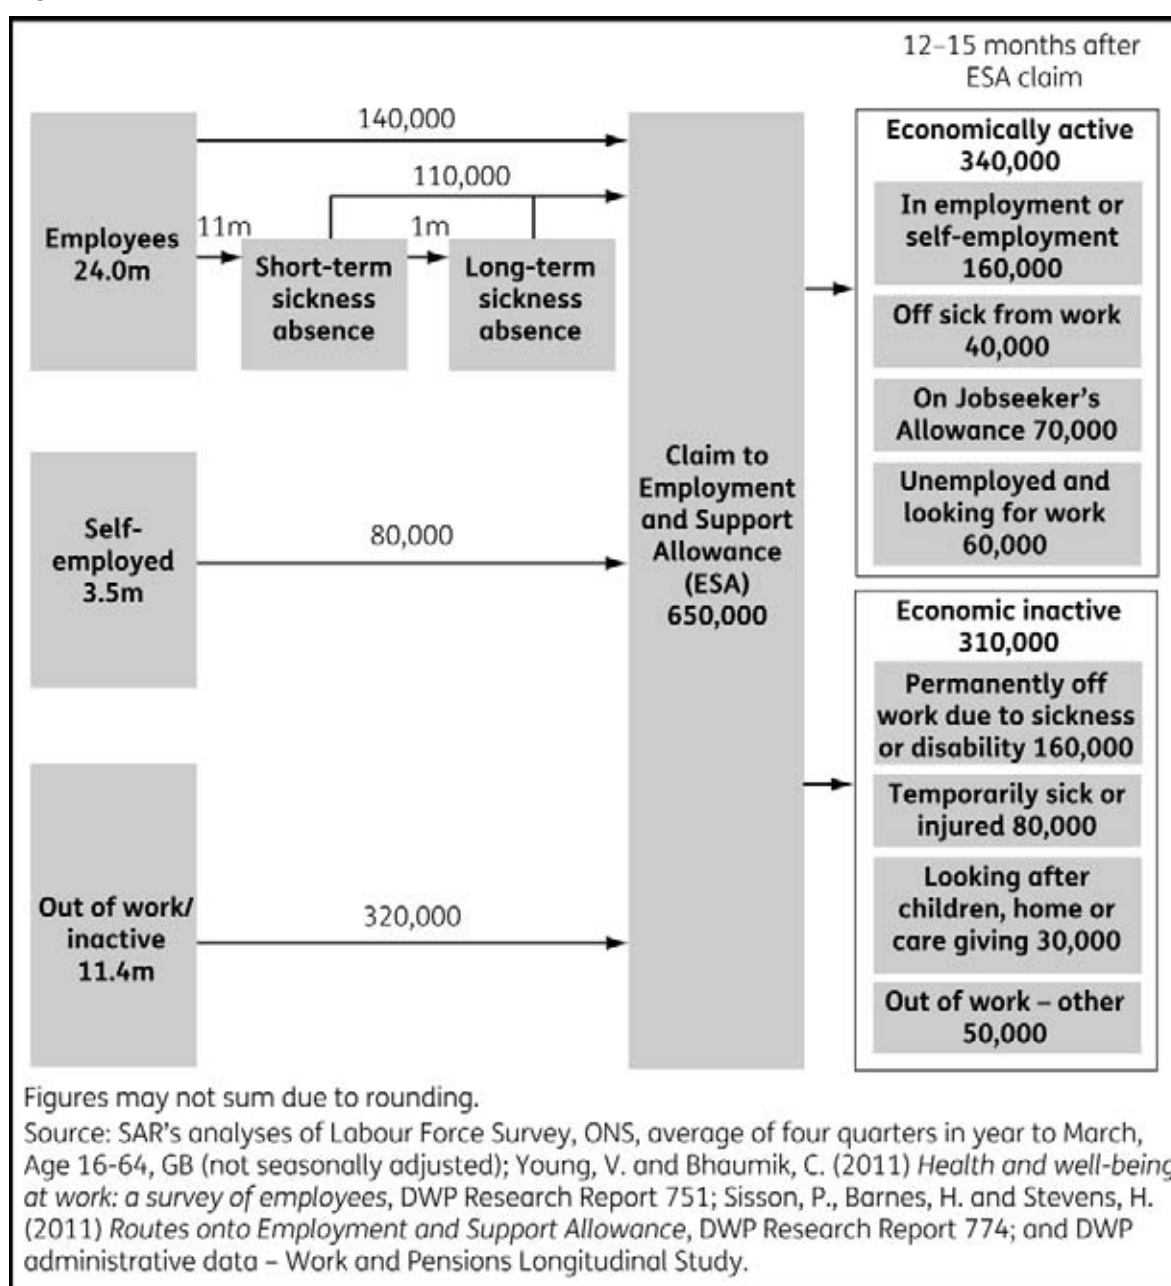 12–15 months after
ESA claim
140,000
110,000
11m
1m
Employees
24.0m
Short-term
sickness
absence
Long-term
sickness
absence
Self-
employed
3.5m
80,000
Out of work/
inactive
11.4m
320,000
Claim to
Employment
and Support
Allowance
(ESA)
650,000
Economically active
340,000
In employment or
self-employment
160,000
Off sick from work
40,000
On Jobseeker's
Allowance 70,000
Unemployed and
looking for work
60,000
Economic inactive
310,000
Permanently off
work due to sickness
or disability 160,000
Temporarily sick or
injured 80,000
Looking after
children, home or
care giving 30,000
Out of work – other
50,000
Figures may not sum due to rounding.
Source: SAR's analyses of Labour Force Survey, ONS, average of four quarters in year to March,
Age 16-64, GB (not seasonally adjusted); Young, V. and Bhaumik, C. (2011) Health and well-being
at work: a survey of employees, DWP Research Report 751; Sisson, P., Barnes, H. and Stevens, H.
(2011) Routes onto Employment and Support Allowance, DWP Research Report 774; and DWP
administrative data – Work and Pensions Longitudinal Study.